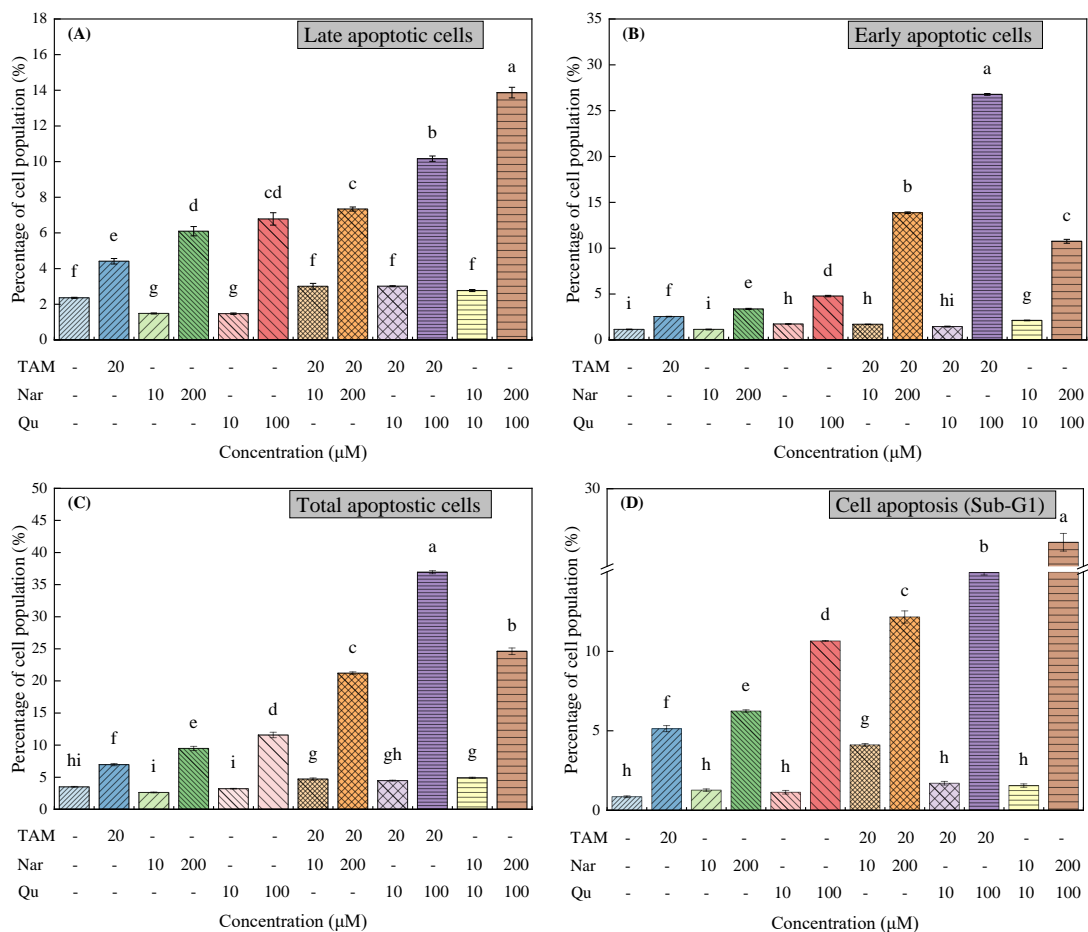 (A) Late apoptotic cells
Percentage of cell population (%)
18
16
14
12
10
8
6
4
2
0
f e g d g cd f c f b f a
TAM - 20 - - - - 20 20 20 20 - -
Nar - - 10 200 - - 10 200 - - 10 200
Qu - - - - 10 100 - - 10 100 10 100
Concentration (μM)
(B) Early apoptotic cells
Percentage of cell population (%)
35
30
25
20
15
10
5
0
i f i e h d h b hi a g c
- 20 - - - - 20 20 20 20 - -
- - 10 200 - - 10 200 - - 10 200
- - - - 10 100 - - 10 100 10 100
Concentration (μM)
(C) Total apoptostic cells
Percentage of cell population (%)
50
45
40
35
30
25
20
15
10
5
0
hi f i e i d g c gh a g b
TAM - 20 - - - - 20 20 20 20 - -
Nar - - 10 200 - - 10 200 - - 10 200
Qu - - - - 10 100 - - 10 100 10 100
Concentration (μM)
(D) Cell apoptosis (Sub-G1)
Percentage of cell population (%)
30
10
5
0
h f h e h d g c h b h a
- 20 - - - - 20 20 20 20 - -
- - 10 200 - - 10 200 - - 10 200
- - - - 10 100 - - 10 100 10 100
Concentration (μM)